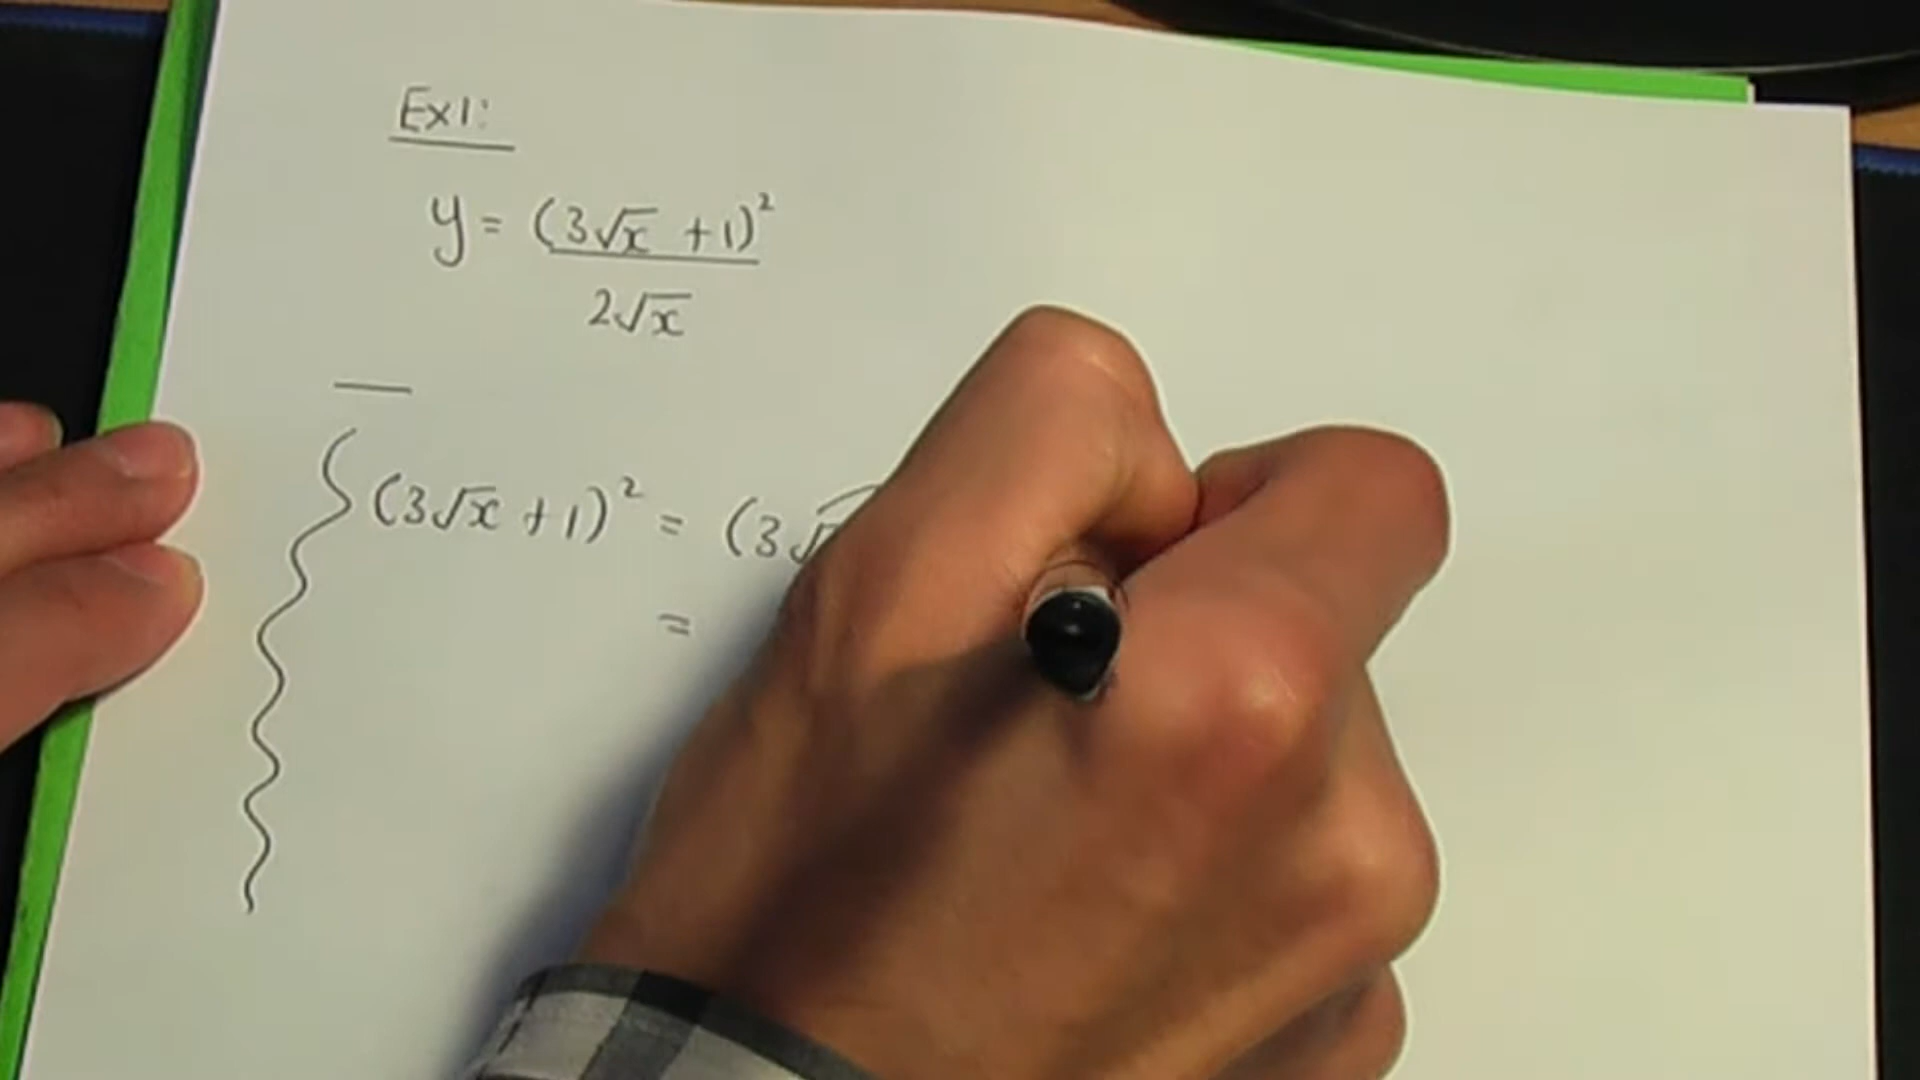 Ex1:
y = (3√x + 1)²
2√x
(3√x + 1)² = (3√
=